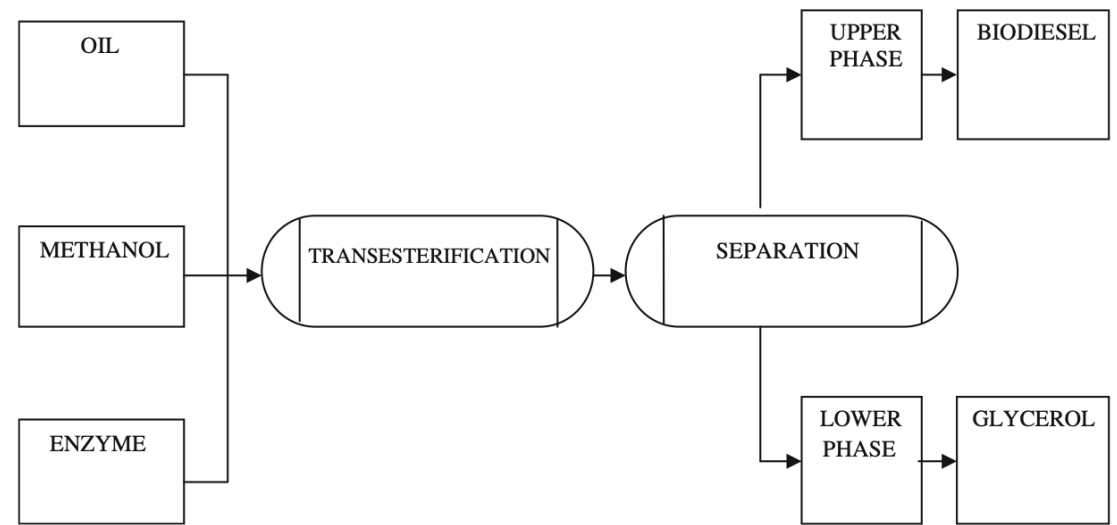 OIL
METHANOL
ENZYME
TRANSESTERIFICATION
SEPARATION
UPPER
PHASE
BIODIESEL
LOWER
PHASE
GLYCEROL